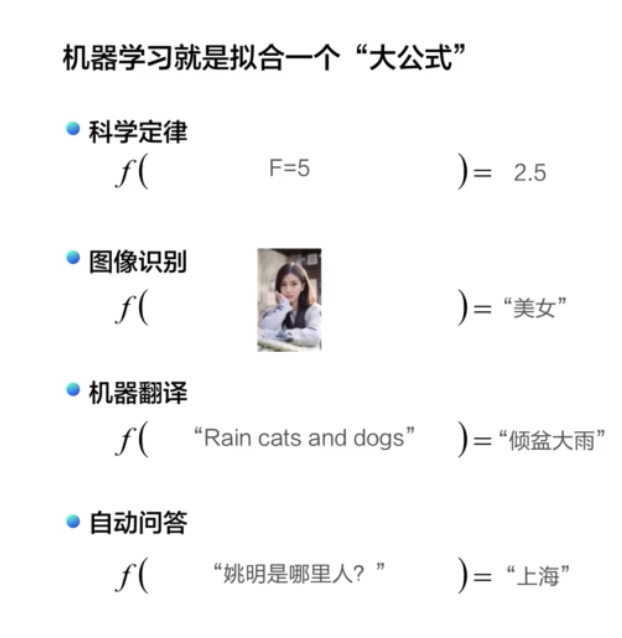 机器学习就是拟合一个“大公式”
科学定律
f( F=5 )= 2.5
图像识别
f( )= “美女”
机器翻译
f( “Rain cats and dogs” )= “倾盆大雨”
自动问答
f( “姚明是哪里人？” )= “上海”